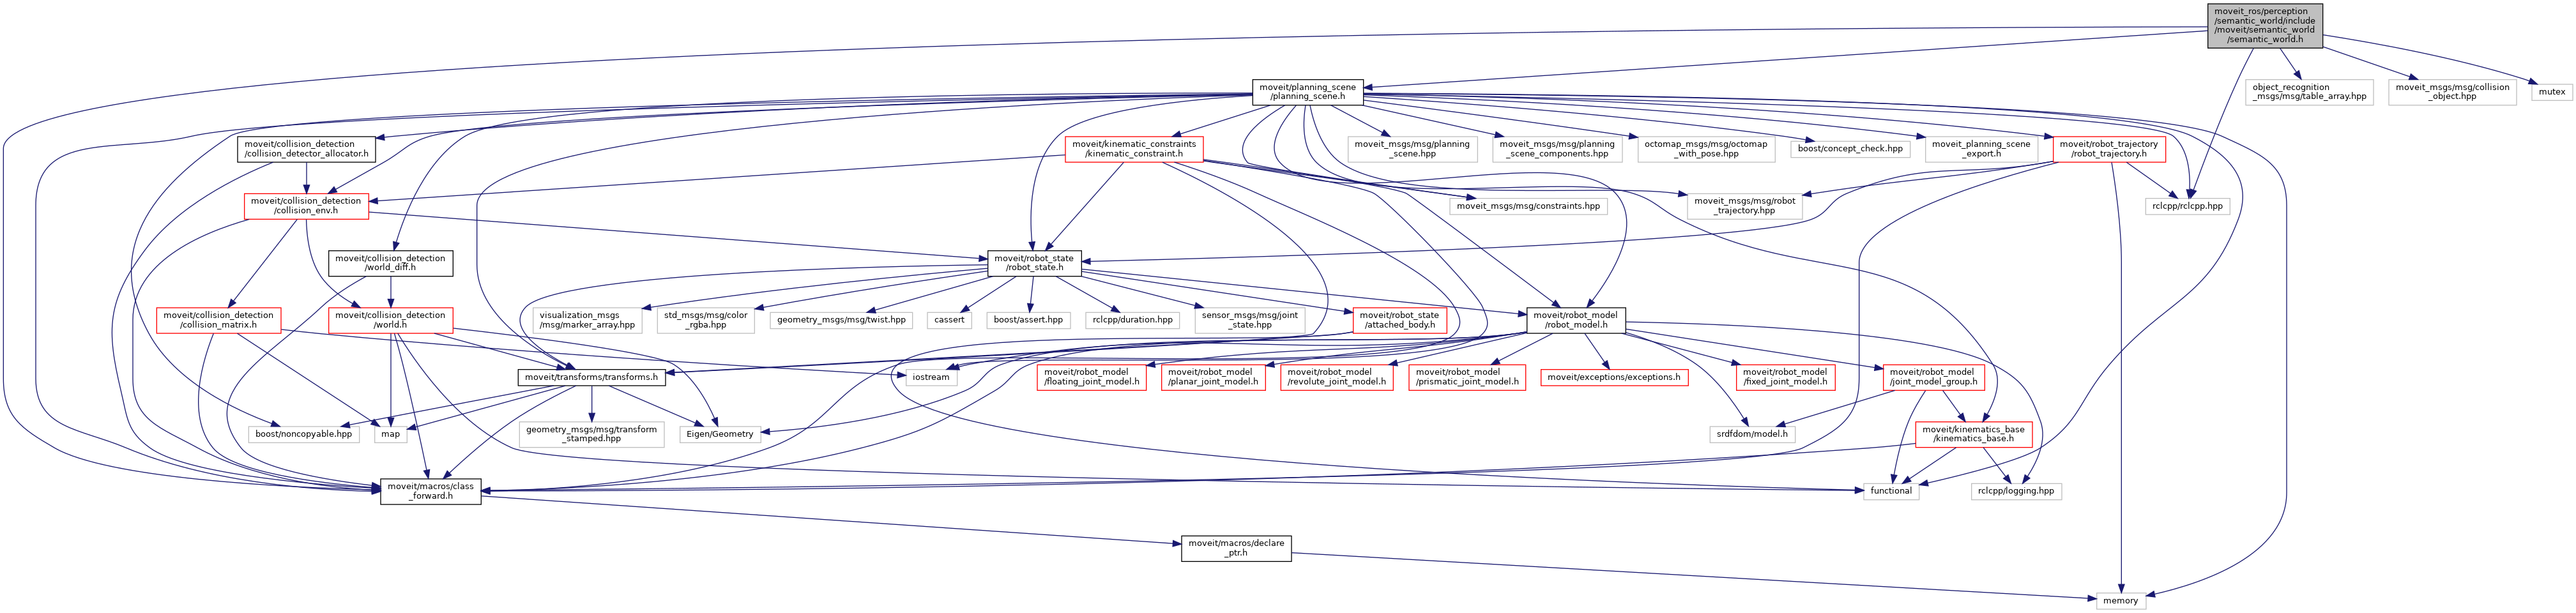 moveit_ros/perception
/semantic_world/include
/moveit/semantic_world
/semantic_world.h
moveit/planning_scene
/planning_scene.h
object_recognition
_msgs/msg/table_array.hpp
moveit_msgs/msg/collision
_object.hpp
mutex
moveit/collision_detection
/collision_detector_allocator.h
moveit/kinematic_constraints
/kinematic_constraint.h
moveit_msgs/msg/planning
_scene.hpp
moveit_msgs/msg/planning
_scene_components.hpp
octomap_msgs/msg/octomap
_with_pose.hpp
boost/concept_check.hpp
moveit_planning_scene
_export.h
moveit/robot_trajectory
/robot_trajectory.h
moveit/collision_detection
/collision_env.h
moveit_msgs/msg/constraints.hpp
moveit_msgs/msg/robot
_trajectory.hpp
rclcpp/rclcpp.hpp
moveit/collision_detection
/world_diff.h
moveit/robot_state
/robot_state.h
moveit/collision_detection
/collision_matrix.h
moveit/collision_detection
/world.h
visualization_msgs
/msg/marker_array.hpp
std_msgs/msg/color
_rgba.hpp
geometry_msgs/msg/twist.hpp
cassert
boost/assert.hpp
rclcpp/duration.hpp
sensor_msgs/msg/joint
_state.hpp
moveit/robot_state
/attached_body.h
moveit/robot_model
/robot_model.h
moveit/transforms/transforms.h
iostream
moveit/robot_model
/floating_joint_model.h
moveit/robot_model
/planar_joint_model.h
moveit/robot_model
/revolute_joint_model.h
moveit/robot_model
/prismatic_joint_model.h
moveit/exceptions/exceptions.h
moveit/robot_model
/fixed_joint_model.h
moveit/robot_model
/joint_model_group.h
boost/noncopyable.hpp
map
geometry_msgs/msg/transform
_stamped.hpp
Eigen/Geometry
srdfdom/model.h
moveit/kinematics_base
/kinematics_base.h
moveit/macros/class
_forward.h
functional
rclcpp/logging.hpp
moveit/macros/declare
_ptr.h
memory